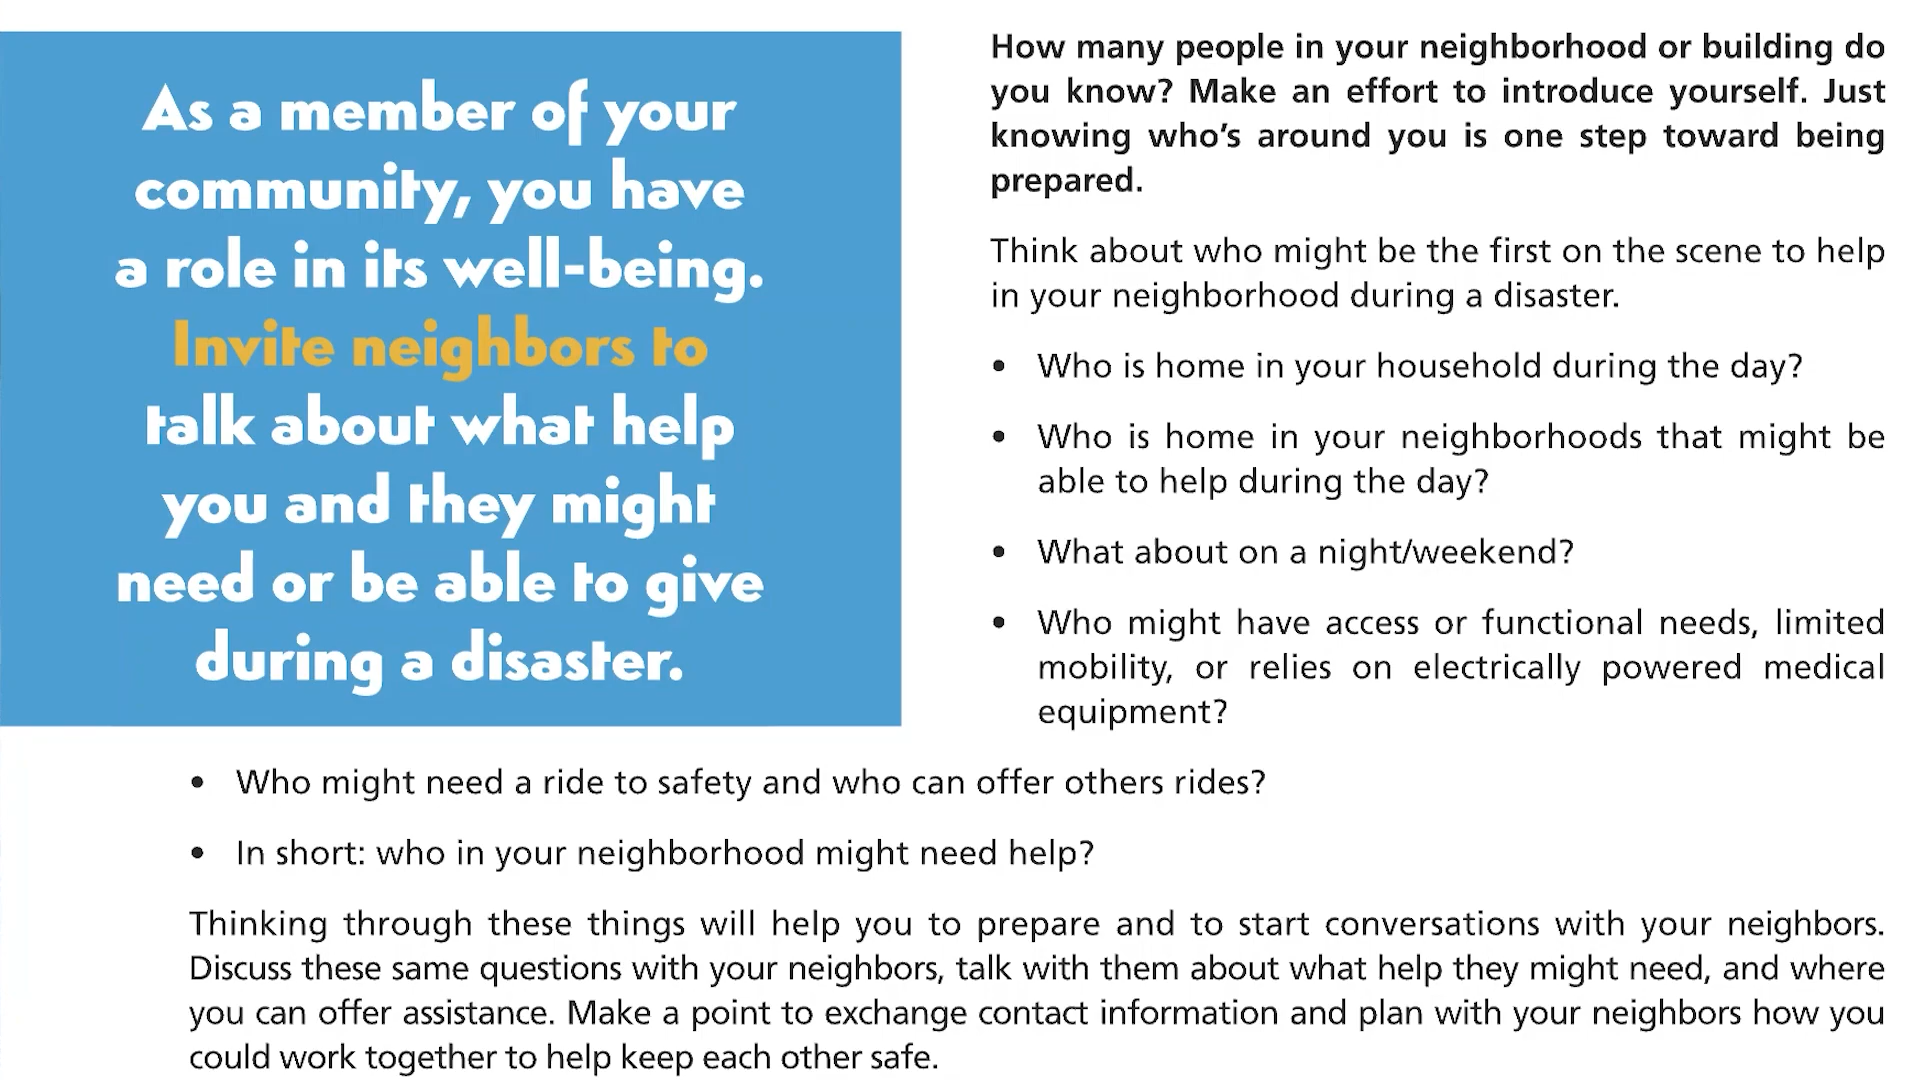 As a member of your
community, you have
a role in its well-being.
Invite neighbors to
talk about what help
you and they might
need or be able to give
during a disaster.
How many people in your neighborhood or building do
you know? Make an effort to introduce yourself. Just
knowing who's around you is one step toward being
prepared.
Think about who might be the first on the scene to help
in your neighborhood during a disaster.
• Who is home in your household during the day?
• Who is home in your neighborhoods that might be
able to help during the day?
• What about on a night/weekend?
• Who might have access or functional needs, limited
mobility, or relies on electrically powered medical
equipment?
• Who might need a ride to safety and who can offer others rides?
• In short: who in your neighborhood might need help?
Thinking through these things will help you to prepare and to start conversations with your neighbors.
Discuss these same questions with your neighbors, talk with them about what help they might need, and where
you can offer assistance. Make a point to exchange contact information and plan with your neighbors how you
could work together to help keep each other safe.